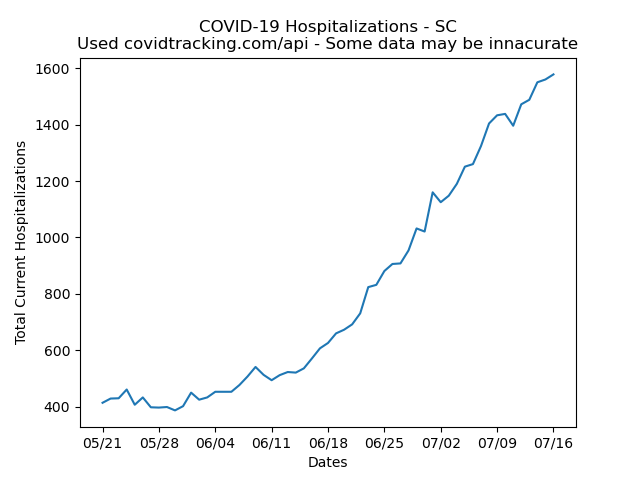 COVID-19 Hospitalizations - SC
Used covidtracking.com/api - Some data may be innacurate
1600
1400
1200
1000
800
600
400
Total Current Hospitalizations
05/21 05/28 06/04 06/11 06/18 06/25 07/02 07/09 07/16
Dates